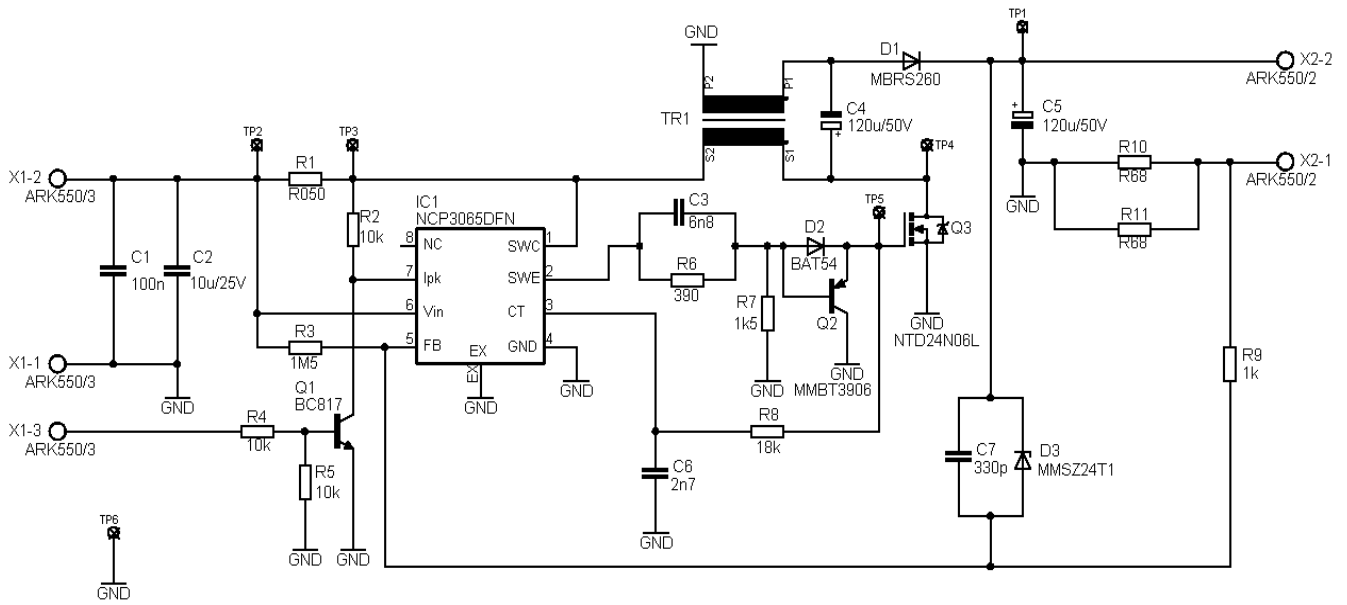 TP1
GND
D1
MBRS260
X2-2
ARK550/2
P2
P1
C4
120u/50V
+
+
C5
120u/50V
TR1
TP2
TP3
S2
S1
TP4
R10
R68
X2-1
ARK550/2
X1-2
ARK550/3
R1
R050
GND
R11
R68
IC1
NCP3065DFN
C3
6n8
TP5
R2
10k
8
NC
SWC
1
D2
BAT54
Q3
C1
100n
C2
10u/25V
7
Ipk
SWE
2
R6
390
6
Vin
CT
3
R7
1k5
Q2
GND
NTD24N06L
R3
1M5
5
FB
GND
4
EX
EX
X1-1
ARK550/3
GND
GND
GND
GND
GND
MMBT3906
R9
1k
Q1
BC817
X1-3
ARK550/3
R4
10k
R8
18k
R5
10k
C6
2n7
C7
330p
D3
MMSZ24T1
TP6
GND
GND
GND
GND